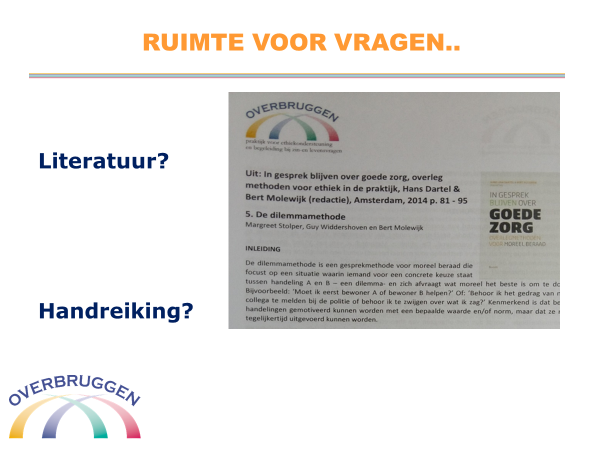 RUIMTE VOOR VRAGEN..
Literatuur?
Handreiking?
OVERBRUGGEN
praktijk voor ethiekondersteuning
en begeleiding bij zin- en levensvragen
Uit: In gesprek blijven over goede zorg, overleg
methoden voor ethiek in de praktijk, Hans Dartel &
Bert Molewijk (redactie), Amsterdam, 2014 p. 81 - 95
5. De dilemmamethode
Margreet Stolper, Guy Widdershoven en Bert Molewijk
IN GESPREK
BLIJVEN OVER
GOEDE
ZORG
VOOR MOREEL BERAAD
INLEIDING
De dilemmamethode is een gespreksmethode voor moreel beraad die
focust op een situatie waarin iemand voor een concrete keuze staat
tussen handeling A en B – een dilemma- en zich afvraagt wat moreel het beste is om te do
Bijvoorbeeld: 'Moet ik eerst bewoner A of bewoner B helpen?' Of: 'Behoor ik het gedrag van
collega te melden bij de politie of behoor ik te zwijgen over wat ik zag?' Kenmerkend is dat be
handelingen gemotiveerd kunnen worden met een bepaalde waarde en/of norm, maar dat ze
tegelijkertijd uitgevoerd kunnen worden.
OVERBRUGGEN